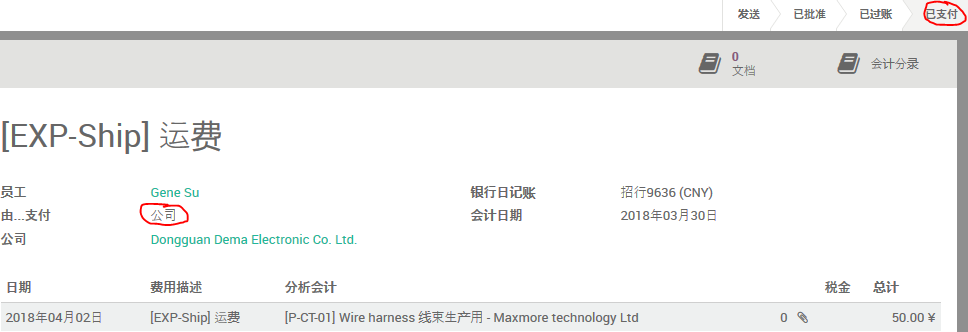 发送 已批准 已过账 已支付
0
文档 会计分录
[EXP-Ship] 运费
员工 Gene Su 银行日记账 招行9636 (CNY)
由...支付 公司 会计日期 2018年03月30日
公司 Dongguan Dema Electronic Co. Ltd.
日期 费用描述 分析会计 税金 总计
2018年04月02日 [EXP-Ship] 运费 [P-CT-01] Wire harness 线束生产用 - Maxmore technology Ltd 0 50.00 ¥